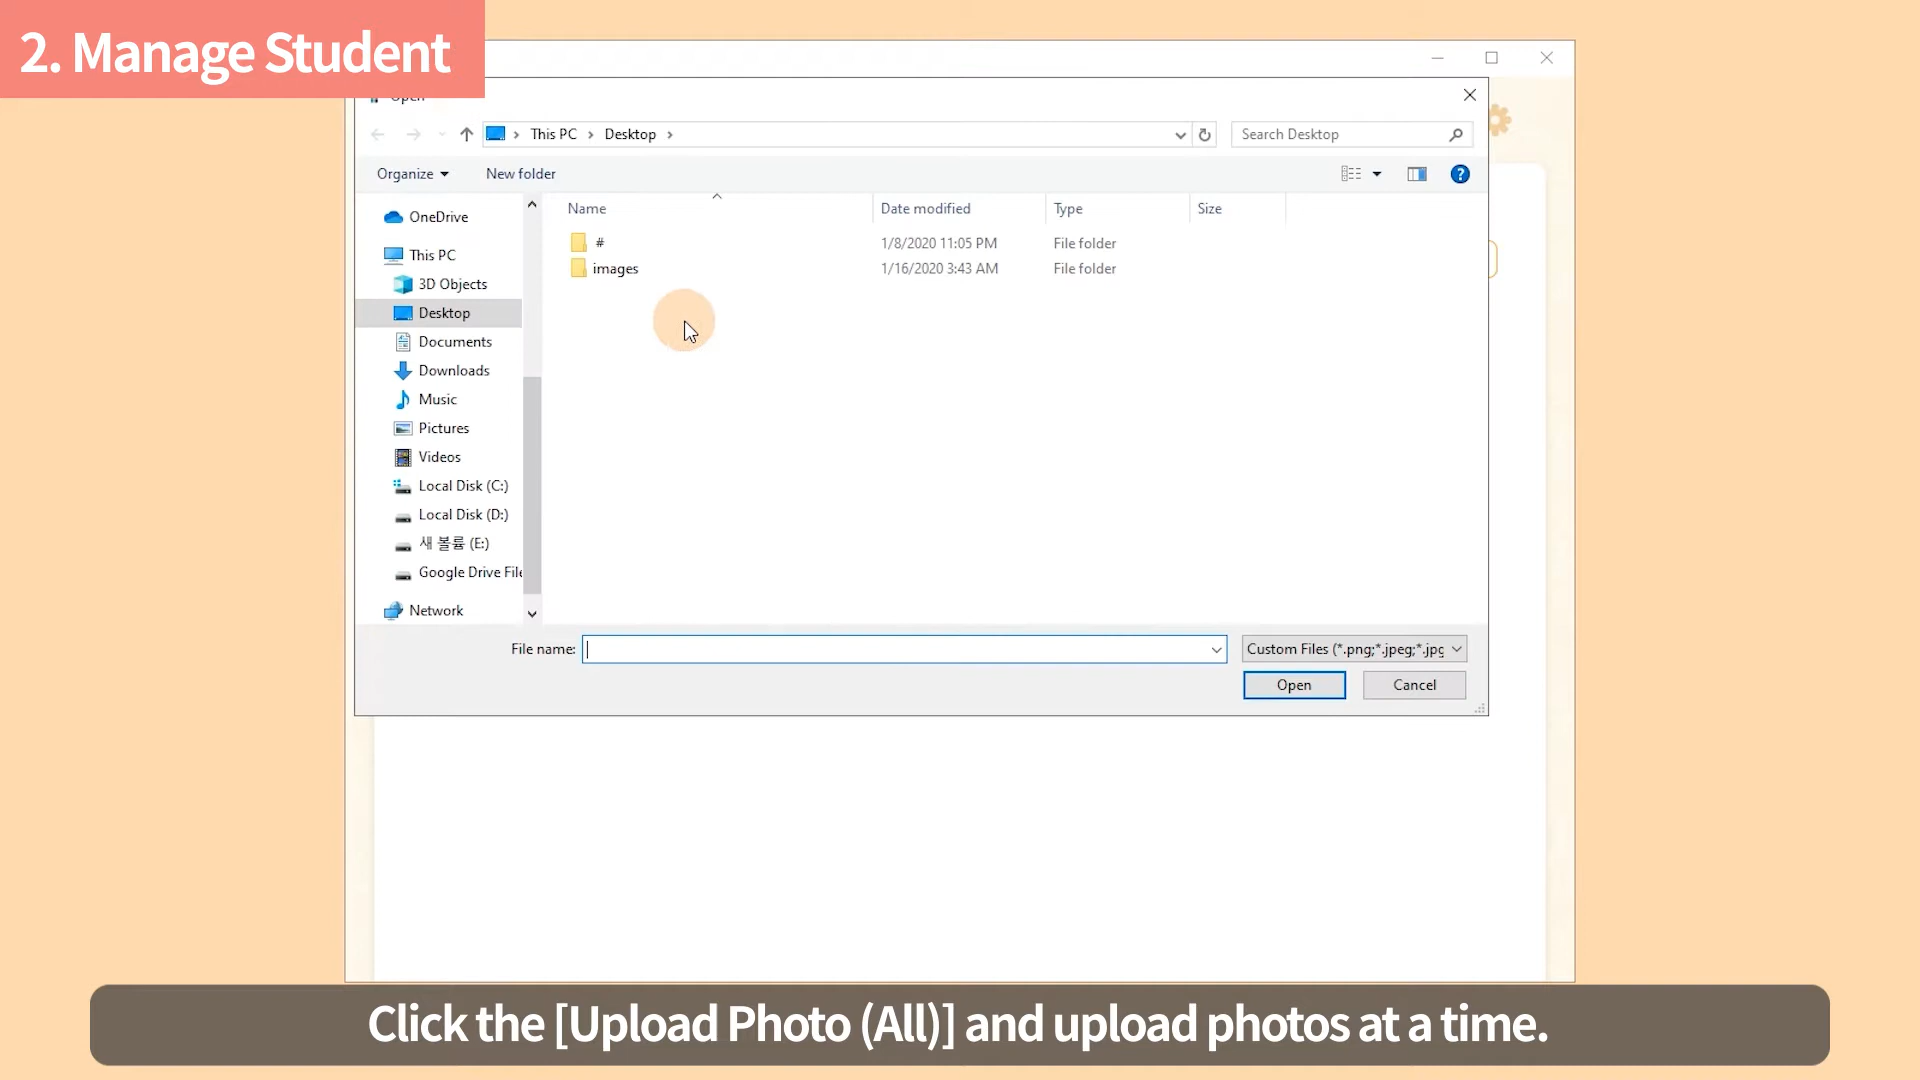 2. Manage Student
Open
This PC
Desktop
Search Desktop
Organize
New folder
Name
Date modified
Type
Size
OneDrive
This PC
3D Objects
Desktop
Documents
Downloads
Music
Pictures
Videos
Local Disk (C:)
Local Disk (D:)
새 볼륨 (E:)
Google Drive File
Network
# 1/8/2020 11:05 PM File folder
images 1/16/2020 3:43 AM File folder
File name:
Custom Files (*.png;*.jpeg;*.jpg
Open
Cancel
Click the [Upload Photo (All)] and upload photos at a time.